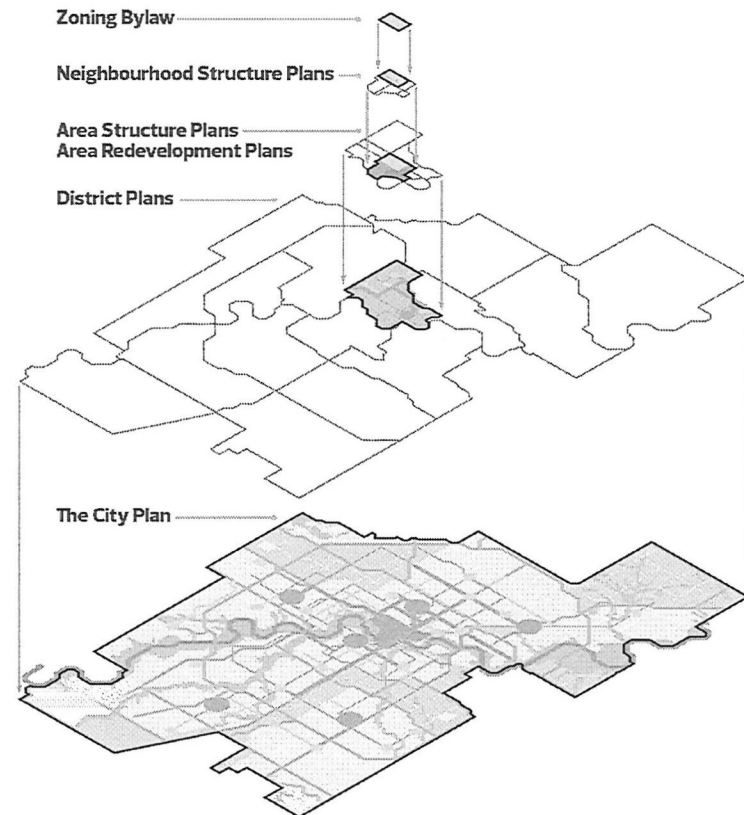 Zoning Bylaw
Neighbourhood Structure Plans
Area Structure Plans
Area Redevelopment Plans
District Plans
The City Plan